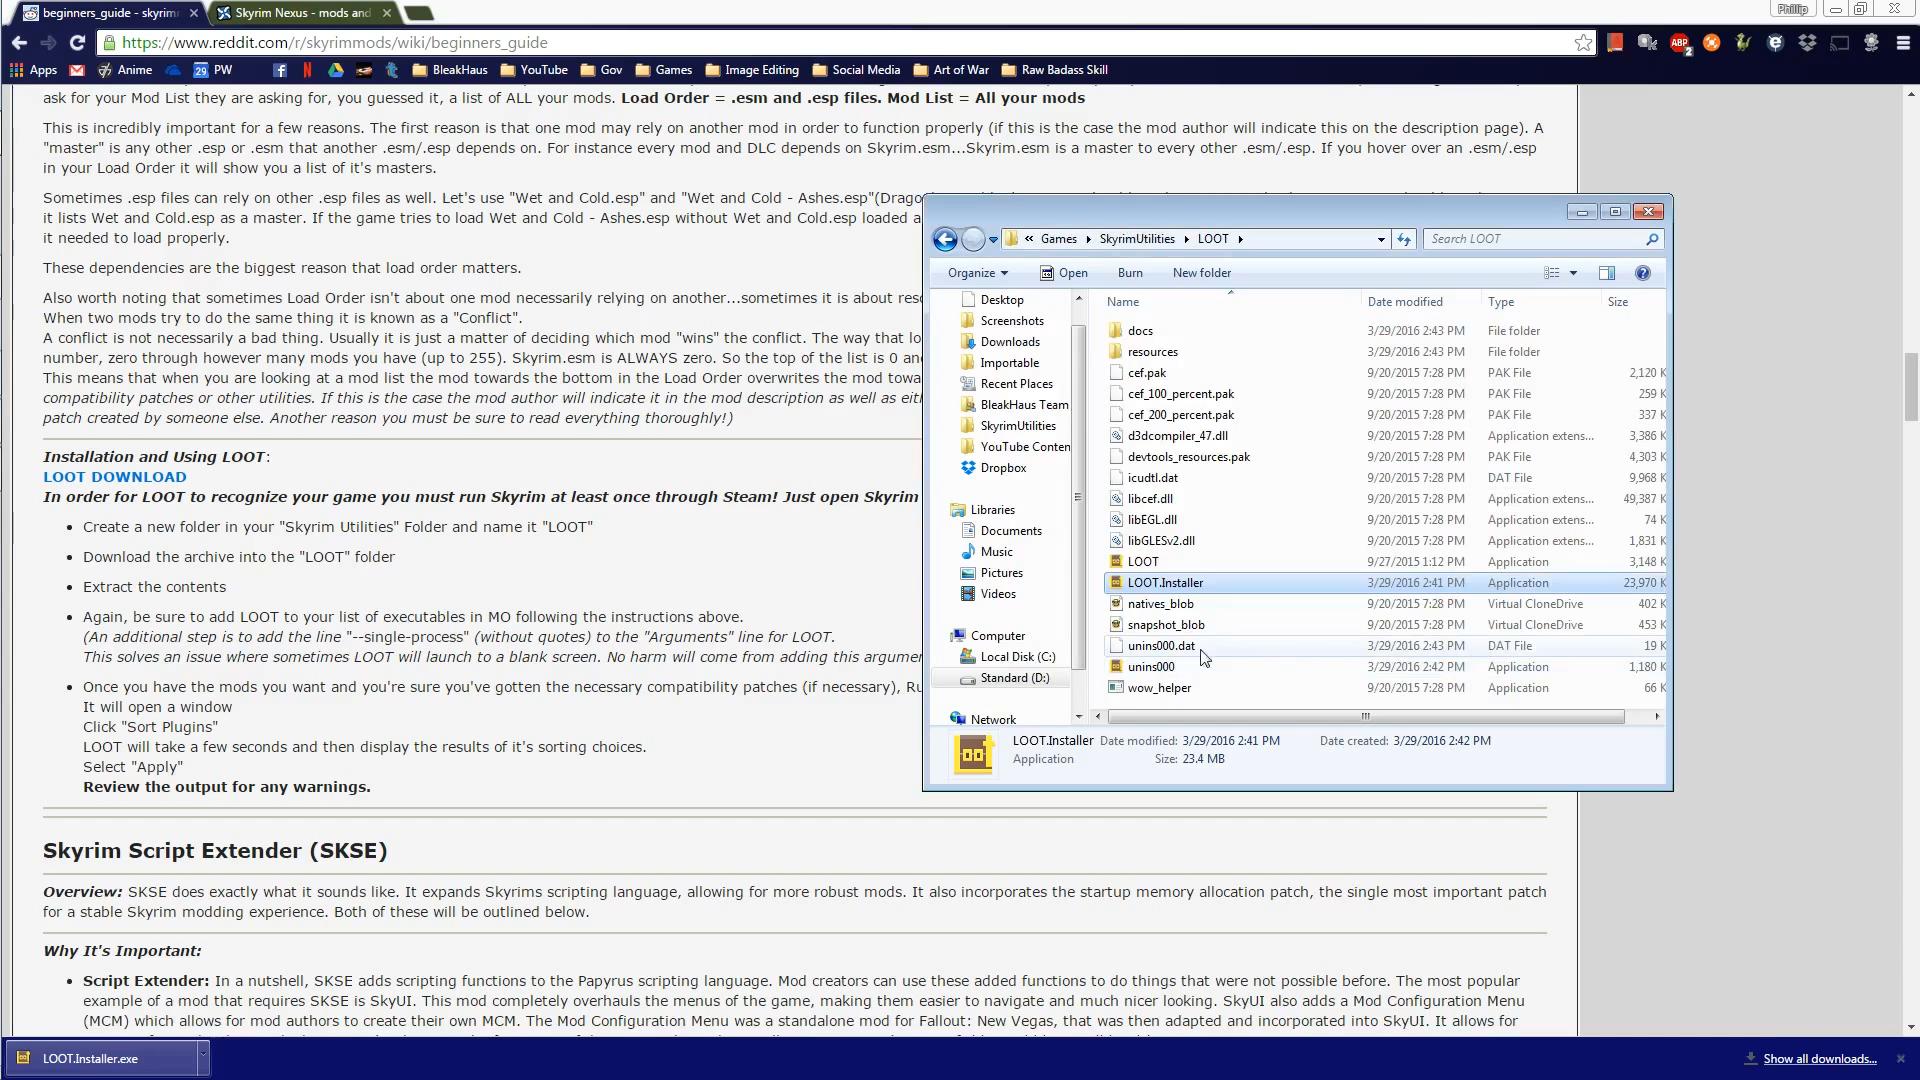 beginners_guide - skyrim
Skyrim Nexus - mods and
Phillip
https://www.reddit.com/r/skyrimmods/wiki/beginners_guide
Apps Anime 29 PW BleakHaus YouTube Gov Games Image Editing Social Media Art of War Raw Badass Skill
ask for your Mod List they are asking for, you guessed it, a list of ALL your mods. Load Order = .esm and .esp files. Mod List = All your mods
This is incredibly important for a few reasons. The first reason is that one mod may rely on another mod in order to function properly (if this is the case the mod author will indicate this on the description page). A
"master" is any other .esp or .esm that another .esm/.esp depends on. For instance every mod and DLC depends on Skyrim.esm...Skyrim.esm is a master to every other .esm/.esp. If you hover over an .esm/.esp
in your Load Order it will show you a list of it's masters.
Sometimes .esp files can rely on other .esp files as well. Let's use "Wet and Cold.esp" and "Wet and Cold - Ashes.esp"(Drago
it lists Wet and Cold.esp as a master. If the game tries to load Wet and Cold - Ashes.esp without Wet and Cold.esp loaded a
it needed to load properly.
These dependencies are the biggest reason that load order matters.
Also worth noting that sometimes Load Order isn't about one mod necessarily relying on another...sometimes it is about reso
When two mods try to do the same thing it is known as a "Conflict".
A conflict is not necessarily a bad thing. Usually it is just a matter of deciding which mod "wins" the conflict. The way that lo
number, zero through however many mods you have (up to 255). Skyrim.esm is ALWAYS zero. So the top of the list is 0 an
This means that when you are looking at a mod list the mod towards the bottom in the Load Order overwrites the mod towa
compatibility patches or other utilities. If this is the case the mod author will indicate it in the mod description as well as eit
patch created by someone else. Another reason you must be sure to read everything thoroughly!)
Installation and Using LOOT:
LOOT DOWNLOAD
In order for LOOT to recognize your game you must run Skyrim at least once through Steam! Just open Skyrim
• Create a new folder in your "Skyrim Utilities" Folder and name it "LOOT"
• Download the archive into the "LOOT" folder
• Extract the contents
• Again, be sure to add LOOT to your list of executables in MO following the instructions above.
(An additional step is to add the line "--single-process" (without quotes) to the "Arguments" line for LOOT.
This solves an issue where sometimes LOOT will launch to a blank screen. No harm will come from adding this argumen
• Once you have the mods you want and you're sure you've gotten the necessary compatibility patches (if necessary), Ru
It will open a window
Click "Sort Plugins"
LOOT will take a few seconds and then display the results of it's sorting choices.
Select "Apply"
Review the output for any warnings.
Skyrim Script Extender (SKSE)
Overview: SKSE does exactly what it sounds like. It expands Skyrims scripting language, allowing for more robust mods. It also incorporates the startup memory allocation patch, the single most important patch
for a stable Skyrim modding experience. Both of these will be outlined below.
Why It's Important:
• Script Extender: In a nutshell, SKSE adds scripting functions to the Papyrus scripting language. Mod creators can use these added functions to do things that were not possible before. The most popular
example of a mod that requires SKSE is SkyUI. This mod completely overhauls the menus of the game, making them easier to navigate and much nicer looking. SkyUI also adds a Mod Configuration Menu
(MCM) which allows for mod authors to create their own MCM. The Mod Configuration Menu was a standalone mod for Fallout: New Vegas, that was then adapted and incorporated into SkyUI. It allows for
« Games SkyrimUtilities LOOT
Search LOOT
Organize Open Burn New folder
Desktop
Screenshots
Downloads
Importable
Recent Places
BleakHaus Team
SkyrimUtilities
YouTube Conten
Dropbox
Libraries
Documents
Music
Pictures
Videos
Computer
Local Disk (C:)
Standard (D:)
Network
Name Date modified Type Size
docs 3/29/2016 2:43 PM File folder
resources 3/29/2016 2:43 PM File folder
cef.pak 9/20/2015 7:28 PM PAK File 2,120 K
cef_100_percent.pak 9/20/2015 7:28 PM PAK File 259 K
cef_200_percent.pak 9/20/2015 7:28 PM PAK File 337 K
d3dcompiler_47.dll 9/20/2015 7:28 PM Application extens... 3,386 K
devtools_resources.pak 9/20/2015 7:28 PM PAK File 4,303 K
icudtl.dat 9/20/2015 7:28 PM DAT File 9,968 K
libcef.dll 9/20/2015 7:28 PM Application extens... 49,387 K
libEGL.dll 9/20/2015 7:28 PM Application extens... 74 K
libGLESv2.dll 9/20/2015 7:28 PM Application extens... 1,831 K
LOOT 9/27/2015 1:12 PM Application 3,148 K
LOOT.Installer 3/29/2016 2:41 PM Application 23,970 K
natives_blob 9/20/2015 7:28 PM Virtual CloneDrive 402 K
snapshot_blob 9/20/2015 7:28 PM Virtual CloneDrive 453 K
unins000.dat 3/29/2016 2:43 PM DAT File 19 K
unins000 3/29/2016 2:42 PM Application 1,180 K
wow_helper 9/20/2015 7:28 PM Application 66 K
LOOT.Installer Date modified: 3/29/2016 2:41 PM Date created: 3/29/2016 2:42 PM
Application Size: 23.4 MB
LOOT.Installer.exe
Show all downloads...